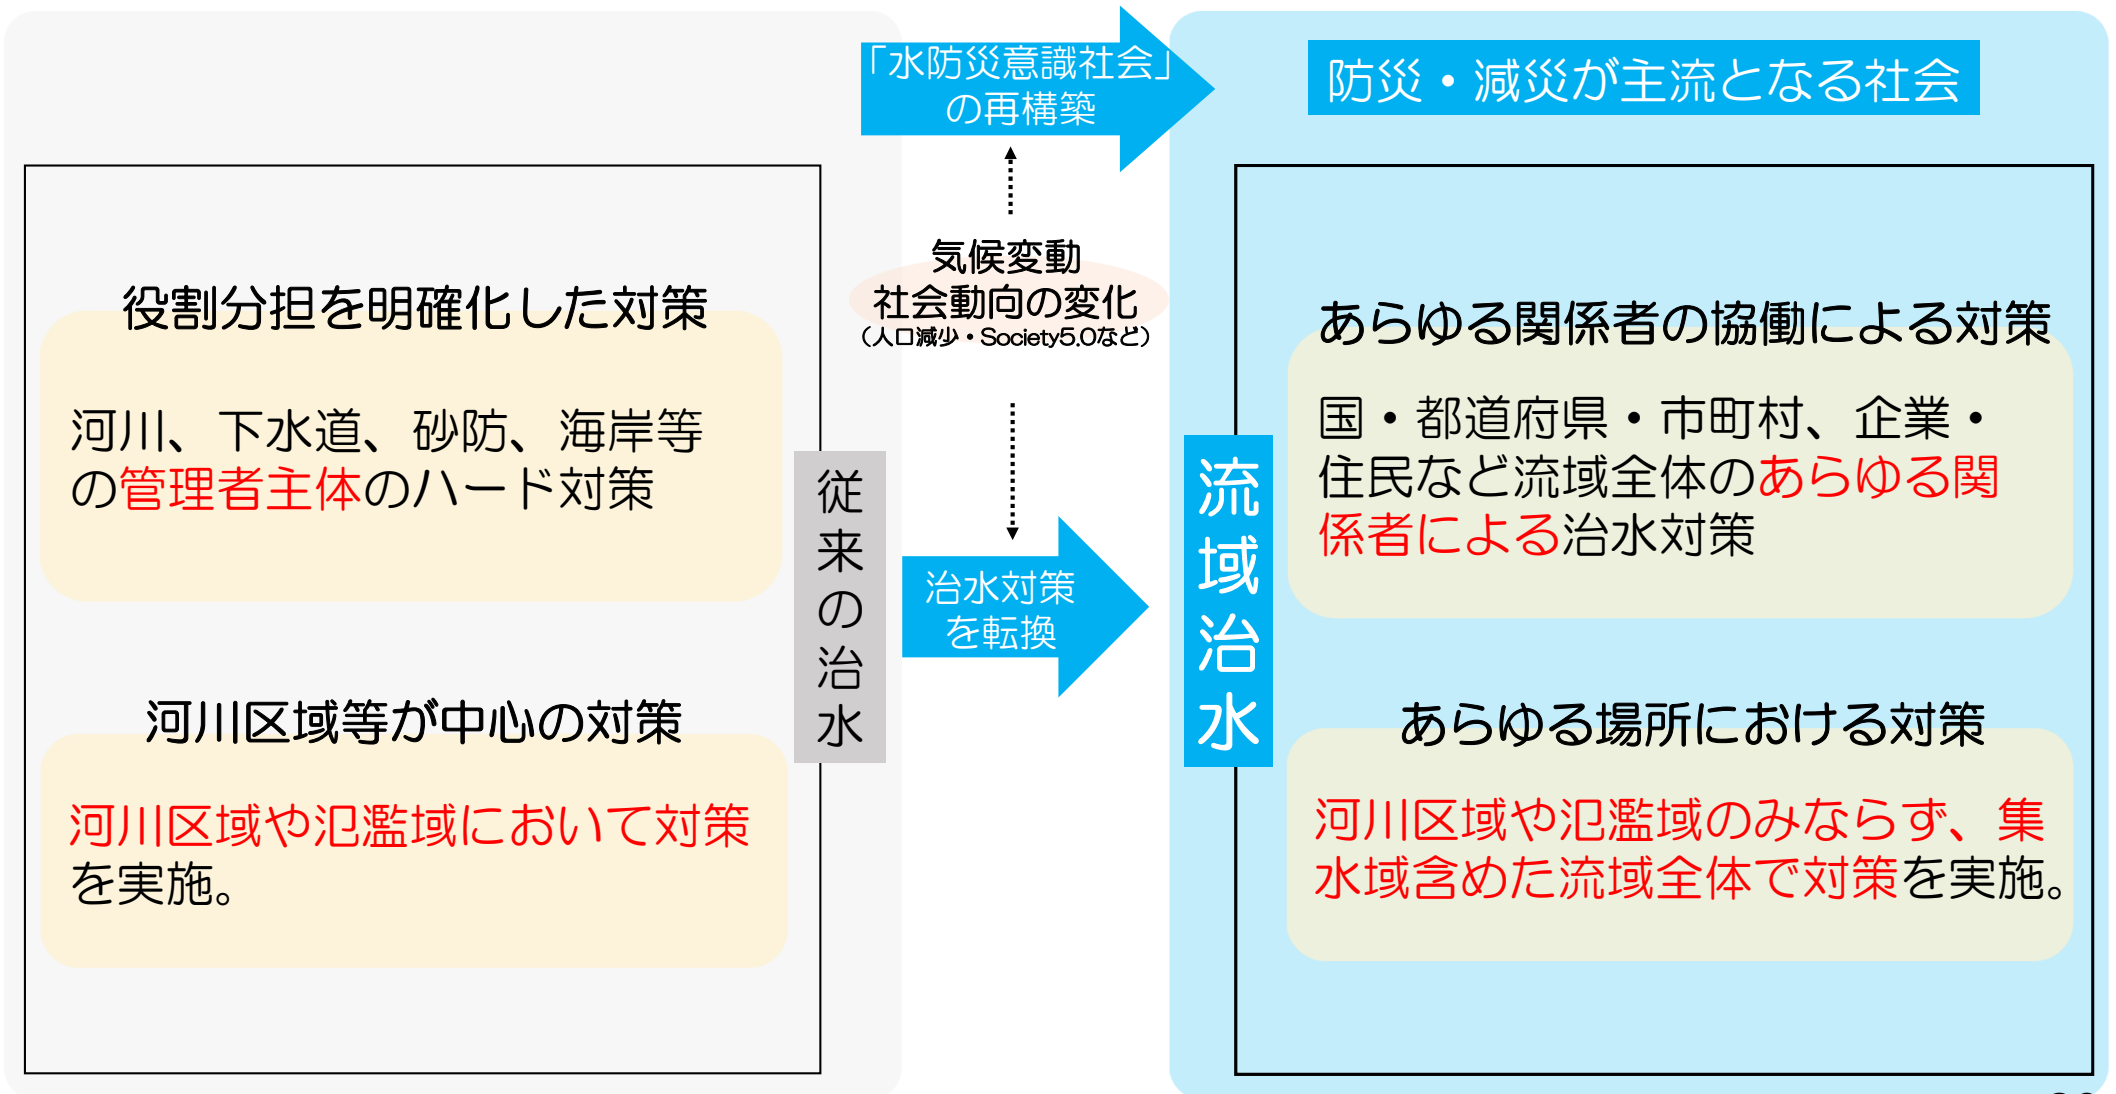 「水防災意識社会」
の再構築
防災・減災が主流となる社会
気候変動
社会動向の変化
（人口減少・Society5.0など）
役割分担を明確化した対策
河川、下水道、砂防、海岸等
の管理者主体のハード対策
河川区域等が中心の対策
河川区域や氾濫域において対策
を実施。
従来の治水
治水対策
を転換
流域治水
あらゆる関係者の協働による対策
国・都道府県・市町村、企業・
住民など流域全体のあらゆる関
係者による治水対策
あらゆる場所における対策
河川区域や氾濫域のみならず、集
水域含めた流域全体で対策を実施。